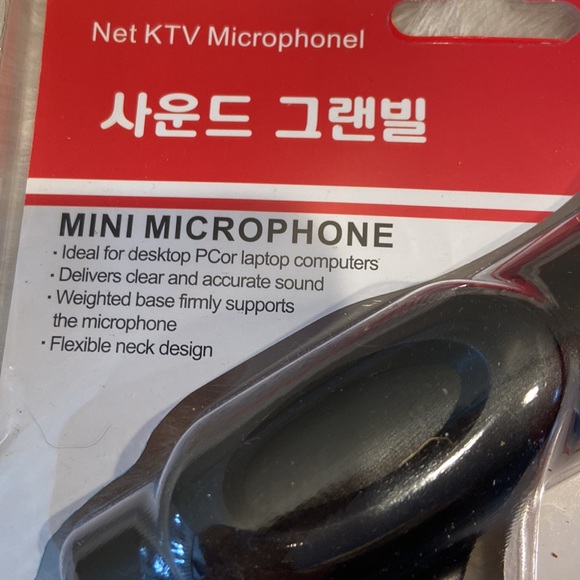 Net KTV Microphonel
사운드 그랜빌
MINI MICROPHONE
· Ideal for desktop PCor laptop computers
· Delivers clear and accurate sound
· Weighted base firmly supports
the microphone
· Flexible neck design